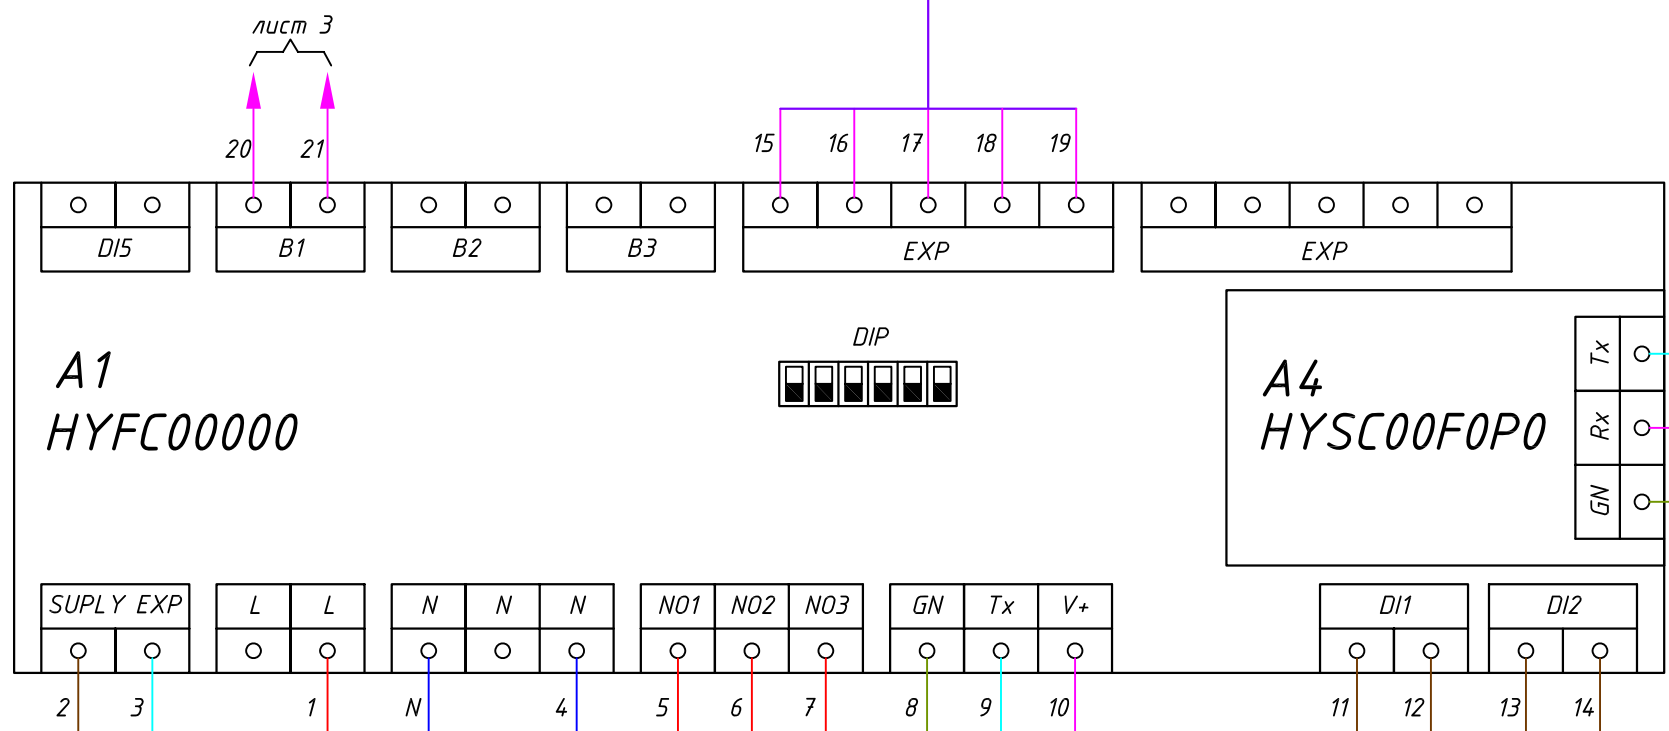 лист 3
20 21 15 16 17 18 19
DI5 B1 B2 B3 EXP EXP
DIP
A1
HYFC00000
A4
HYSC00F0P0
Tx
Rx
GN
SUPLY EXP L L N N N NO1 NO2 NO3 GN Tx V+ DI1 DI2
2 3 1 N 4 5 6 7 8 9 10 11 12 13 14